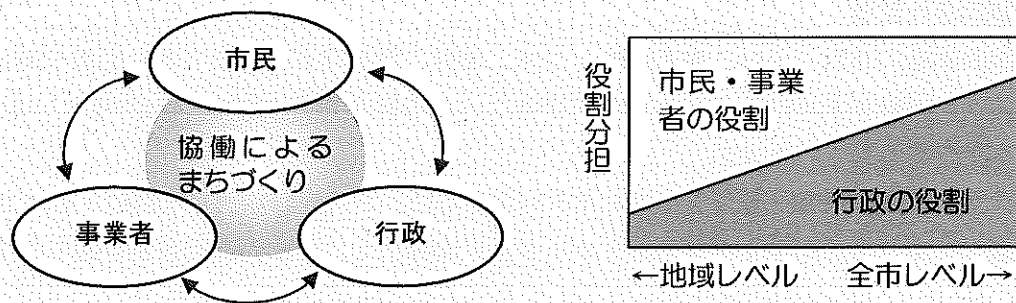 市民
協働による
まちづくり
事業者
行政
役割分担
市民・事業
者の役割
行政の役割
←地域レベル　全市レベル→